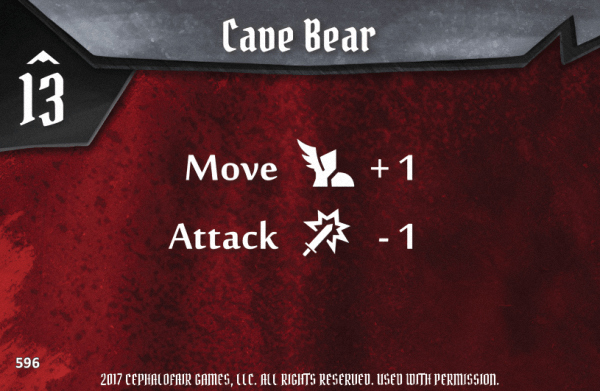 Cave Bear
13
Move + 1
Attack - 1
596
2017 CEPHALOFAIR GAMES, LLC. ALL RIGHTS RESERVED. USED WITH PERMISSION.